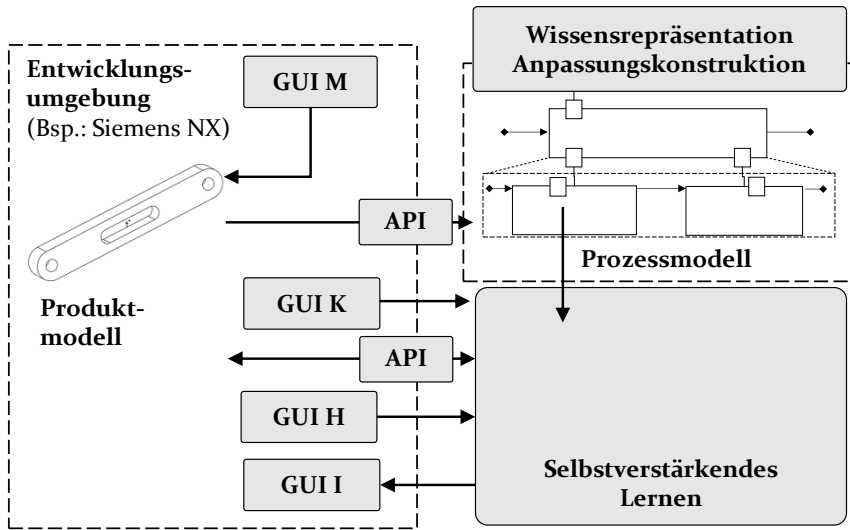 Entwicklungs-
umgebung
(Bsp.: Siemens NX)
GUI M
Wissensrepräsentation
Anpassungskonstruktion
API
Prozessmodell
Produkt-
modell
GUI K
API
GUI H
GUI I
Selbstverstärkendes
Lernen